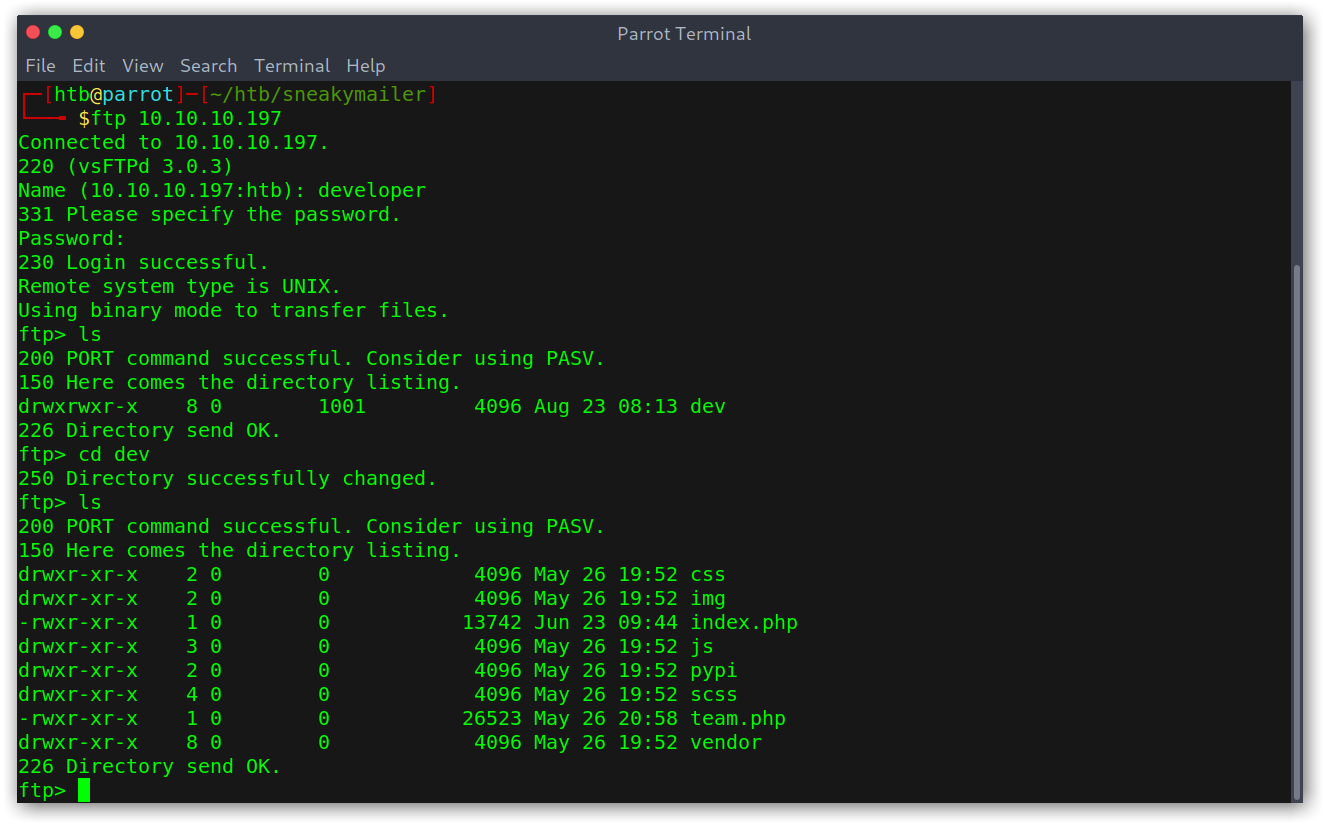 Parrot Terminal
File Edit View Search Terminal Help
┌─[htb@parrot]─[~/htb/sneakymailer]
└──╼ $ftp 10.10.10.197
Connected to 10.10.10.197.
220 (vsFTPd 3.0.3)
Name (10.10.10.197:htb): developer
331 Please specify the password.
Password:
230 Login successful.
Remote system type is UNIX.
Using binary mode to transfer files.
ftp> ls
200 PORT command successful. Consider using PASV.
150 Here comes the directory listing.
drwxrwxr-x    8 0        1001         4096 Aug 23 08:13 dev
226 Directory send OK.
ftp> cd dev
250 Directory successfully changed.
ftp> ls
200 PORT command successful. Consider using PASV.
150 Here comes the directory listing.
drwxr-xr-x    2 0        0            4096 May 26 19:52 css
drwxr-xr-x    2 0        0            4096 May 26 19:52 img
-rwxr-xr-x    1 0        0           13742 Jun 23 09:44 index.php
drwxr-xr-x    3 0        0            4096 May 26 19:52 js
drwxr-xr-x    2 0        0            4096 May 26 19:52 pypi
drwxr-xr-x    4 0        0            4096 May 26 19:52 scss
-rwxr-xr-x    1 0        0           26523 May 26 20:58 team.php
drwxr-xr-x    8 0        0            4096 May 26 19:52 vendor
226 Directory send OK.
ftp>